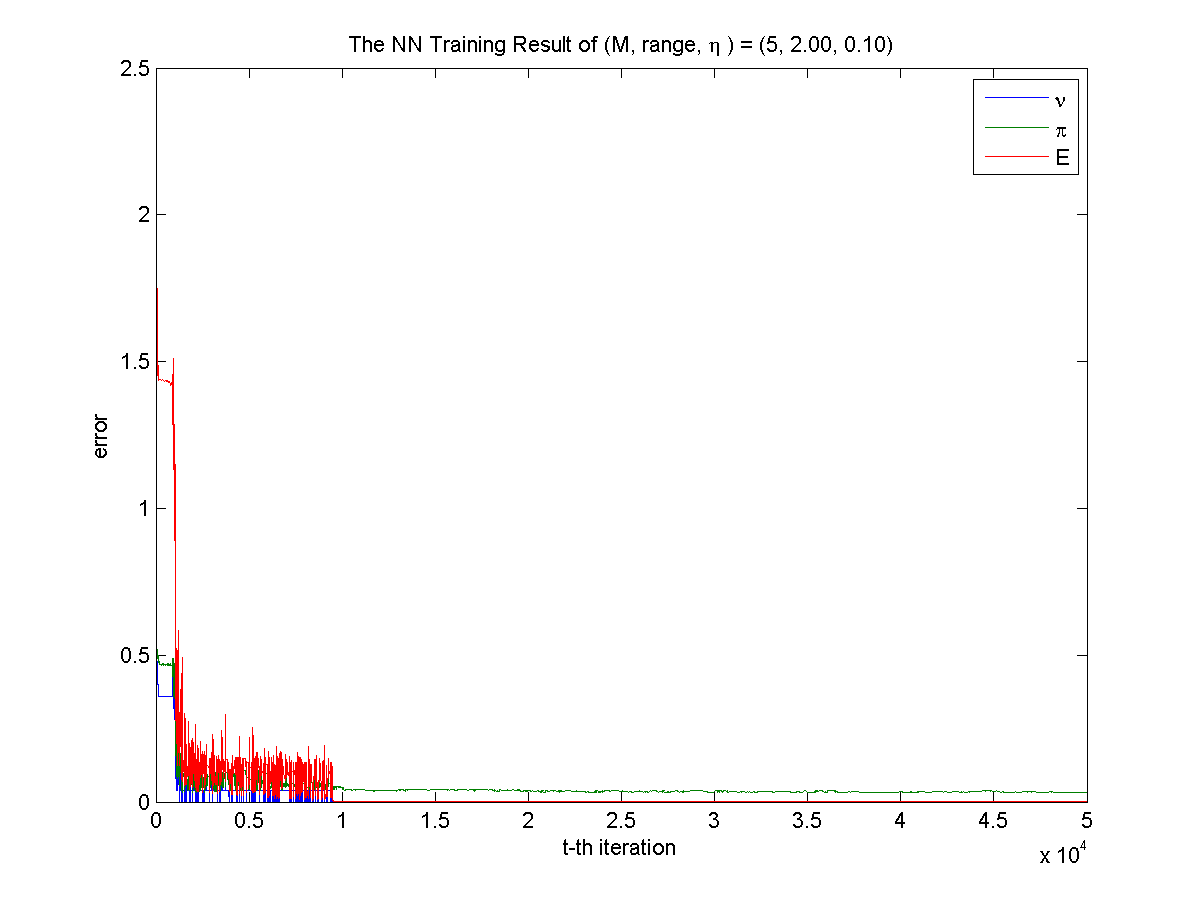 The NN Training Result of (M, range, η ) = (5, 2.00, 0.10)
2.5
ν
π
E
2
1.5
1
0.5
0
error
0 0.5 1 1.5 2 2.5 3 3.5 4 4.5 5
t-th iteration
x 10^4